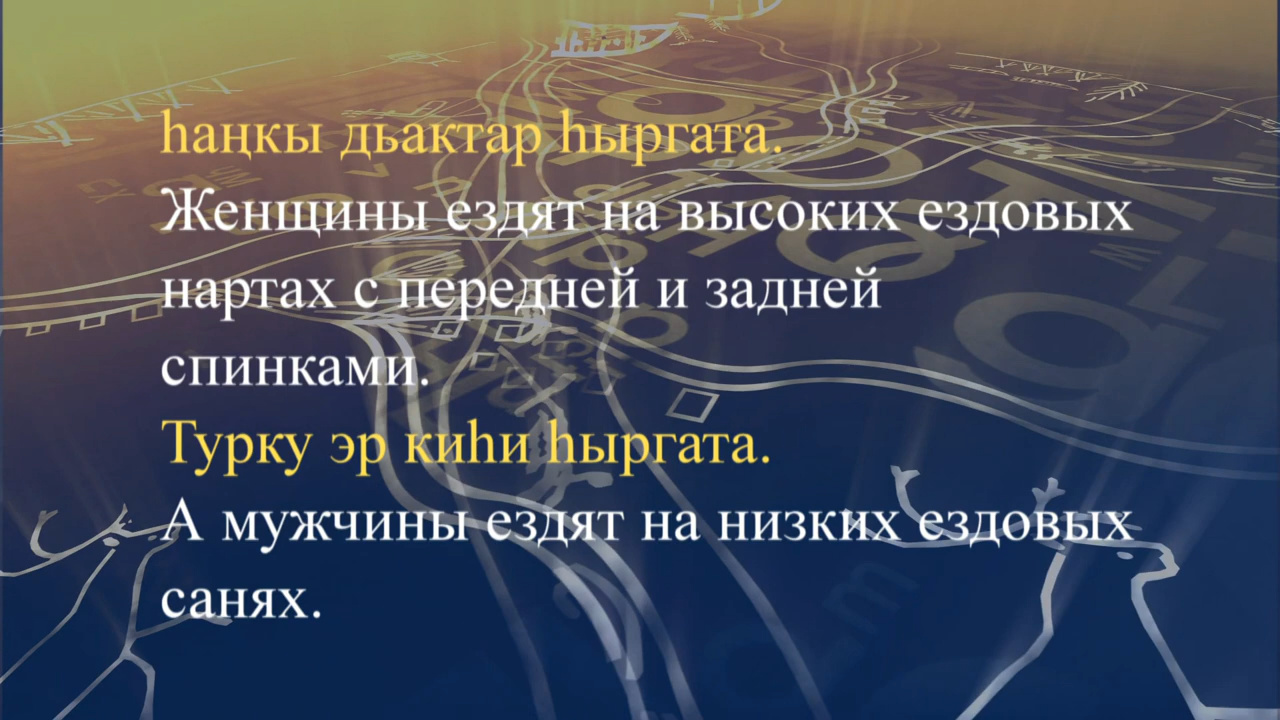 һаӊкы дьактар һыргата.
Женщины ездят на высоких ездовых
нартах с передней и задней
спинками.
Турку эр киһи һыргата.
А мужчины ездят на низких ездовых
санях.